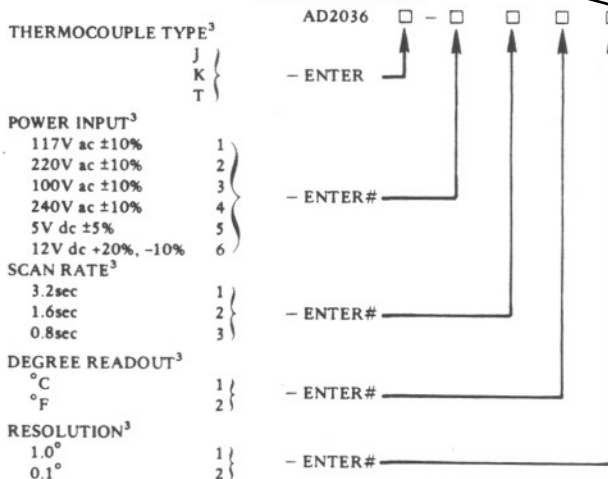 AD2036 □ - □ □ □ □
THERMOCOUPLE TYPE³
J
K - ENTER
T
POWER INPUT³
117V ac ±10% 1
220V ac ±10% 2
100V ac ±10% 3
240V ac ±10% 4
5V dc ±5% 5
12V dc +20%, -10% 6
- ENTER#
SCAN RATE³
3.2sec 1
1.6sec 2
0.8sec 3
- ENTER#
DEGREE READOUT³
°C 1
°F 2
- ENTER#
RESOLUTION³
1.0° 1
0.1° 2
- ENTER#